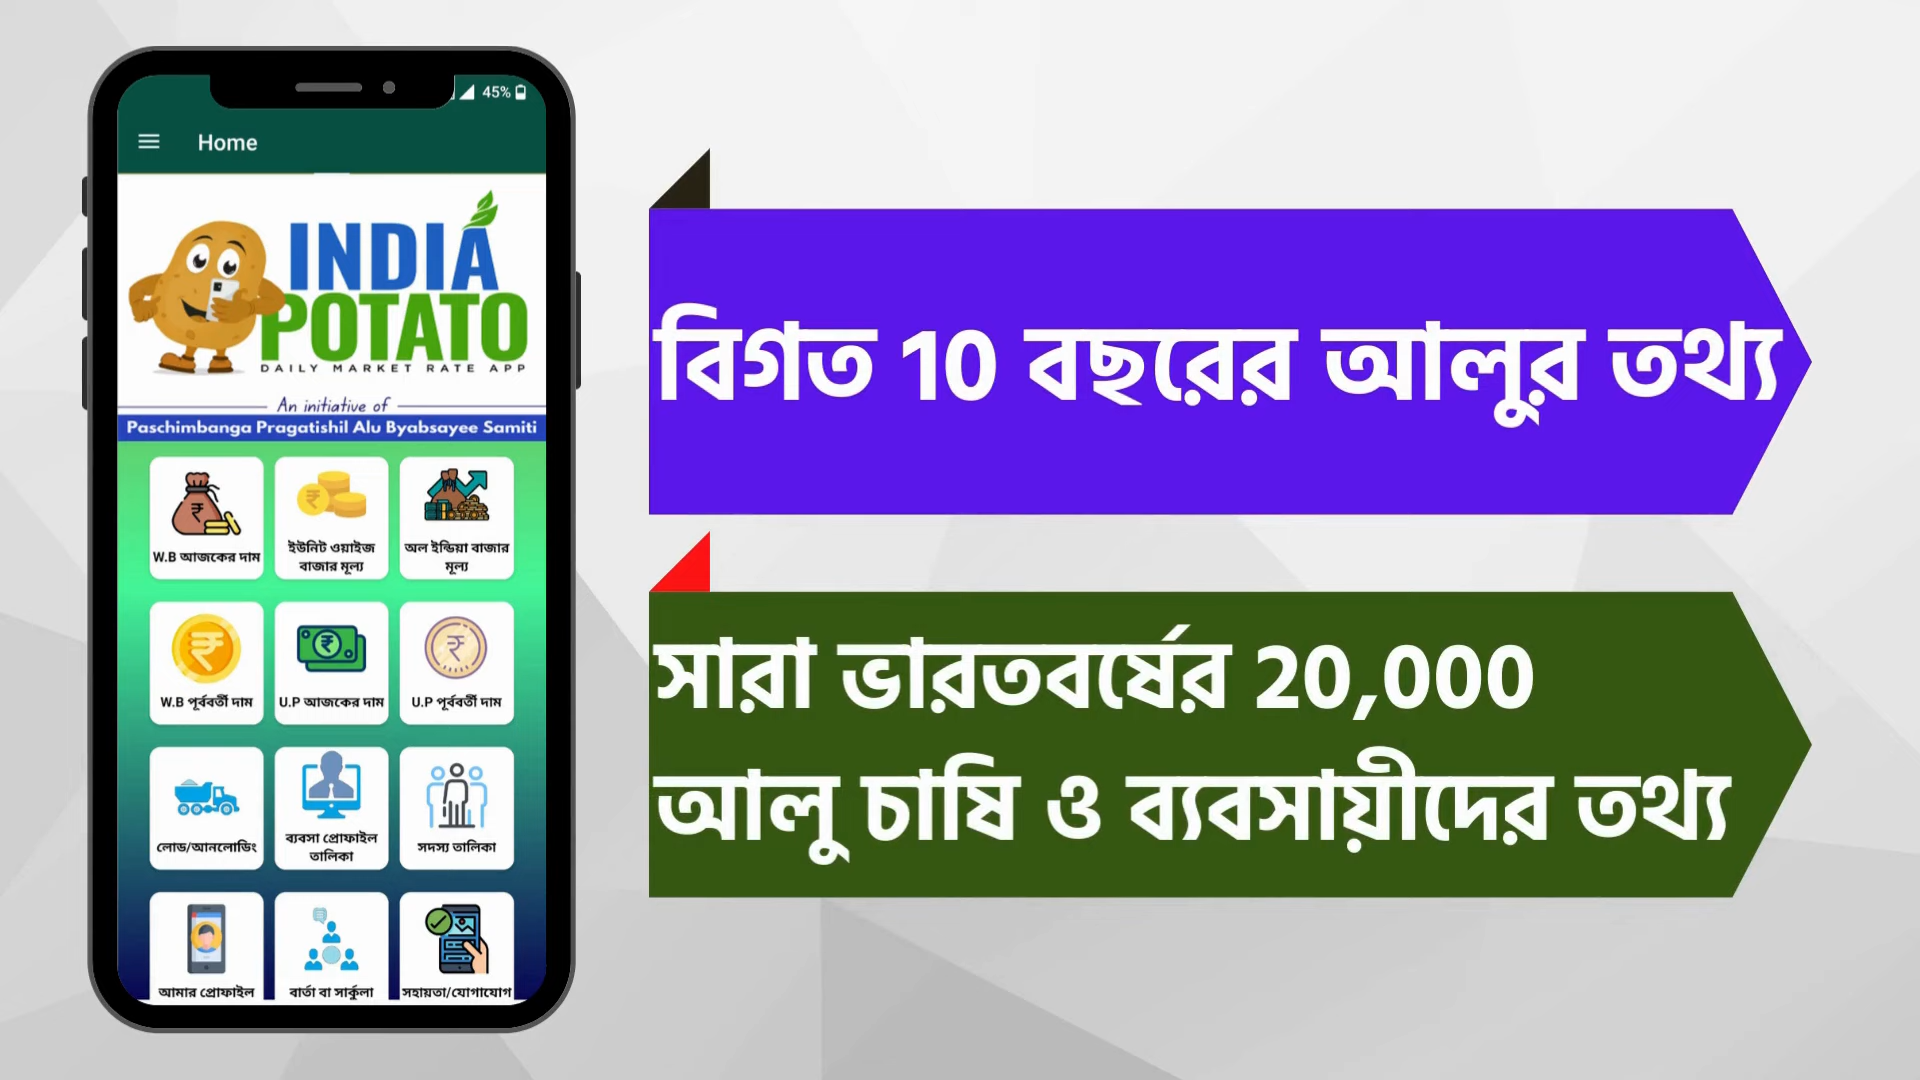 45%
Home
INDIA
POTATO
DAILY MARKET RATE APP
An initiative of
Paschimbanga Pragatishil Alu Byabsayee Samiti
W.B আজকের দাম
ইউনিট ওয়াইজ
বাজার মূল্য
অল ইন্ডিয়া বাজার
মূল্য
W.B পূর্ববর্তী দাম
U.P আজকের দাম
U.P পূর্ববর্তী দাম
লোড/আনলোডিং
ব্যবসা প্রোফাইল
তালিকা
সদস্য তালিকা
আমার প্রোফাইল
বার্তা বা সার্কুলা
সহায়তা/যোগাযোগ
বিগত 10 বছরের আলুর তথ্য
সারা ভারতবর্ষের 20,000
আলু চাষি ও ব্যবসায়ীদের তথ্য